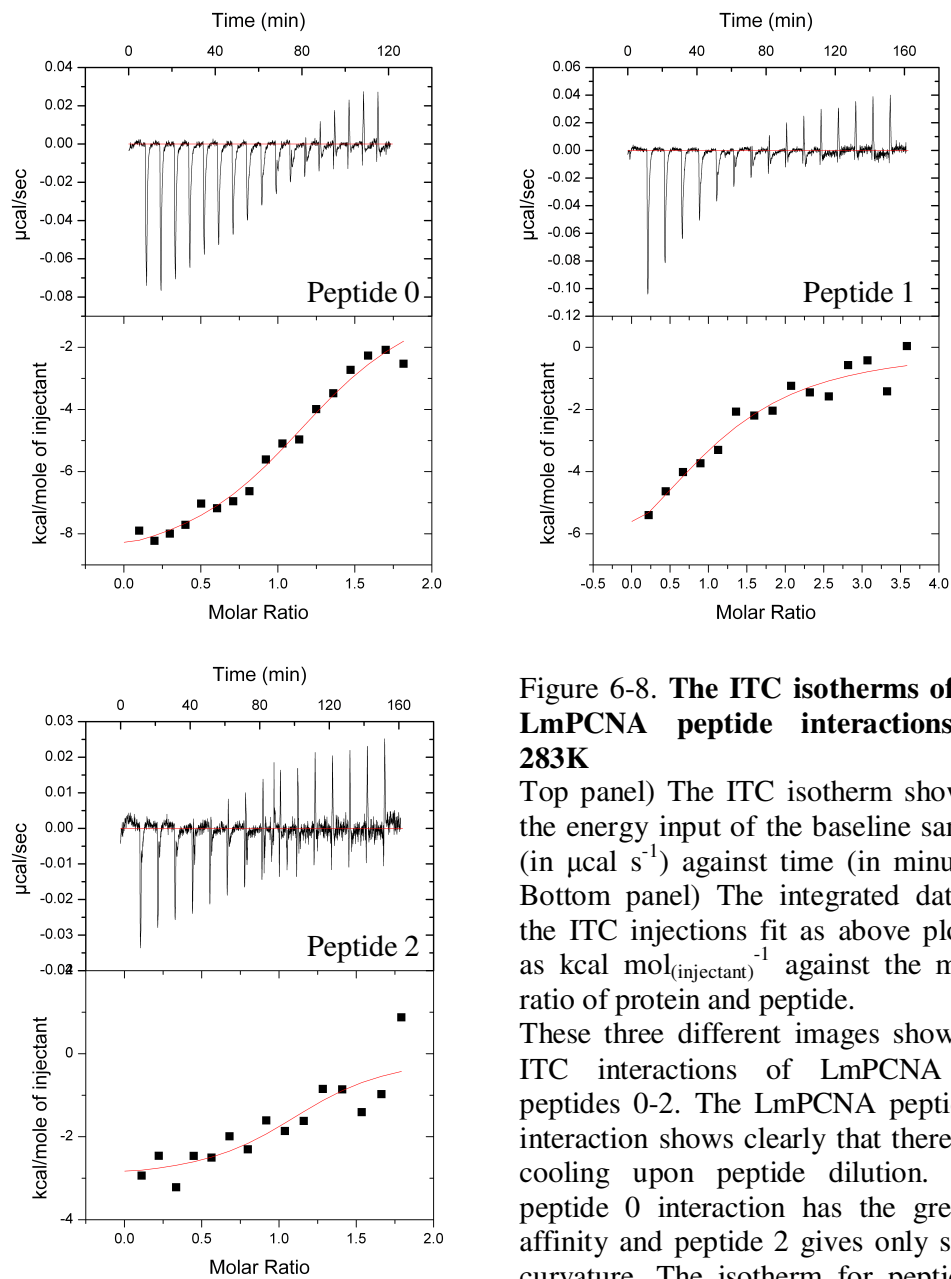 Time (min)
0 40 80 120
0.04
0.02
0.00
-0.02
-0.04
-0.06
-0.08
µcal/sec
Peptide 0
-2
-4
-6
-8
kcal/mole of injectant
0.0 0.5 1.0 1.5 2.0
Molar Ratio
Time (min)
0 40 80 120 160
0.06
0.04
0.02
0.00
-0.02
-0.04
-0.06
-0.08
-0.10
-0.12
µcal/sec
Peptide 1
0
-2
-4
-6
kcal/mole of injectant
-0.5 0.0 0.5 1.0 1.5 2.0 2.5 3.0 3.5 4.0
Molar Ratio
Time (min)
0 40 80 120 160
0.03
0.02
0.01
0.00
-0.01
-0.02
-0.03
µcal/sec
Peptide 2
0
-2
-4
kcal/mole of injectant
0.0 0.5 1.0 1.5 2.0
Molar Ratio
Figure 6-8. The ITC isotherms of
LmPCNA peptide interactions
283K
Top panel) The ITC isotherm show
the energy input of the baseline sam
(in µcal s-1) against time (in minu
Bottom panel) The integrated dat
the ITC injections fit as above plo
as kcal mol(injectant)-1 against the m
ratio of protein and peptide.
These three different images show
ITC interactions of LmPCNA
peptides 0-2. The LmPCNA pepti
interaction shows clearly that there
cooling upon peptide dilution.
peptide 0 interaction has the gre
affinity and peptide 2 gives only s
curvature. The isotherm for peptid